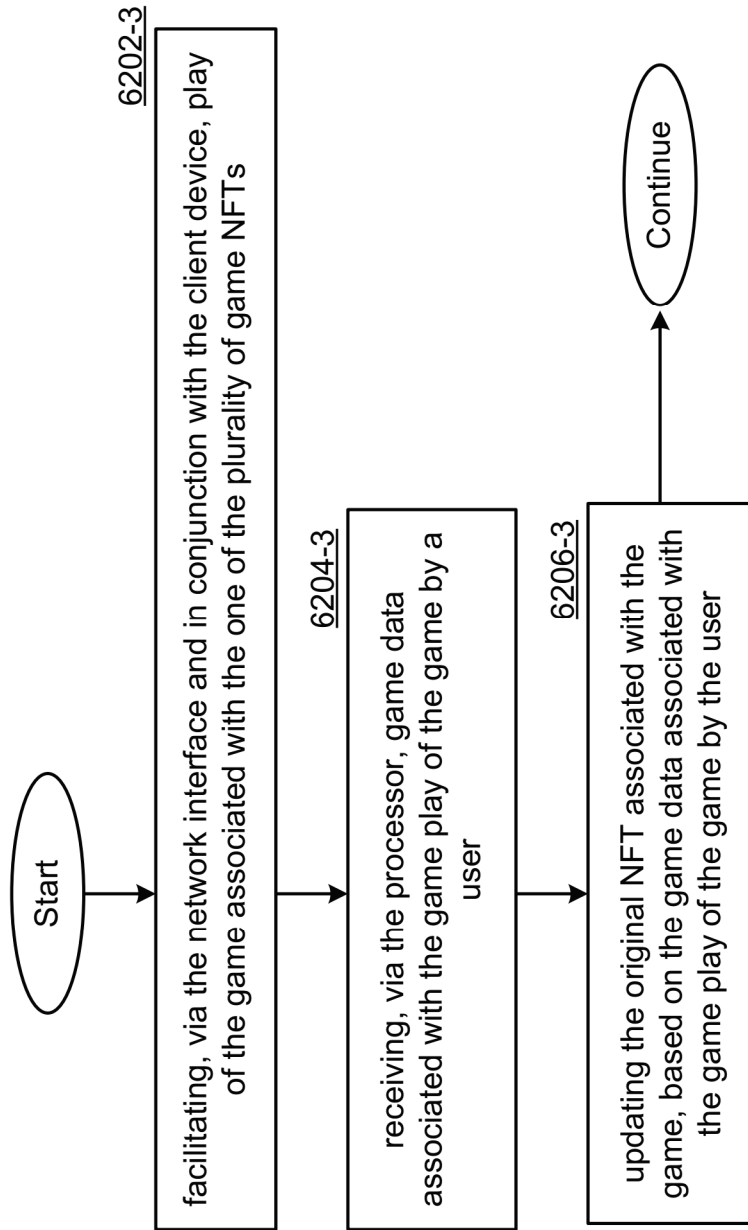 Start
6202-3
facilitating, via the network interface and in conjunction with the client device, play
of the game associated with the one of the plurality of game NFTs
6204-3
receiving, via the processor, game data
associated with the game play of the game by a
user
6206-3
updating the original NFT associated with the
game, based on the game data associated with
the game play of the game by the user
Continue